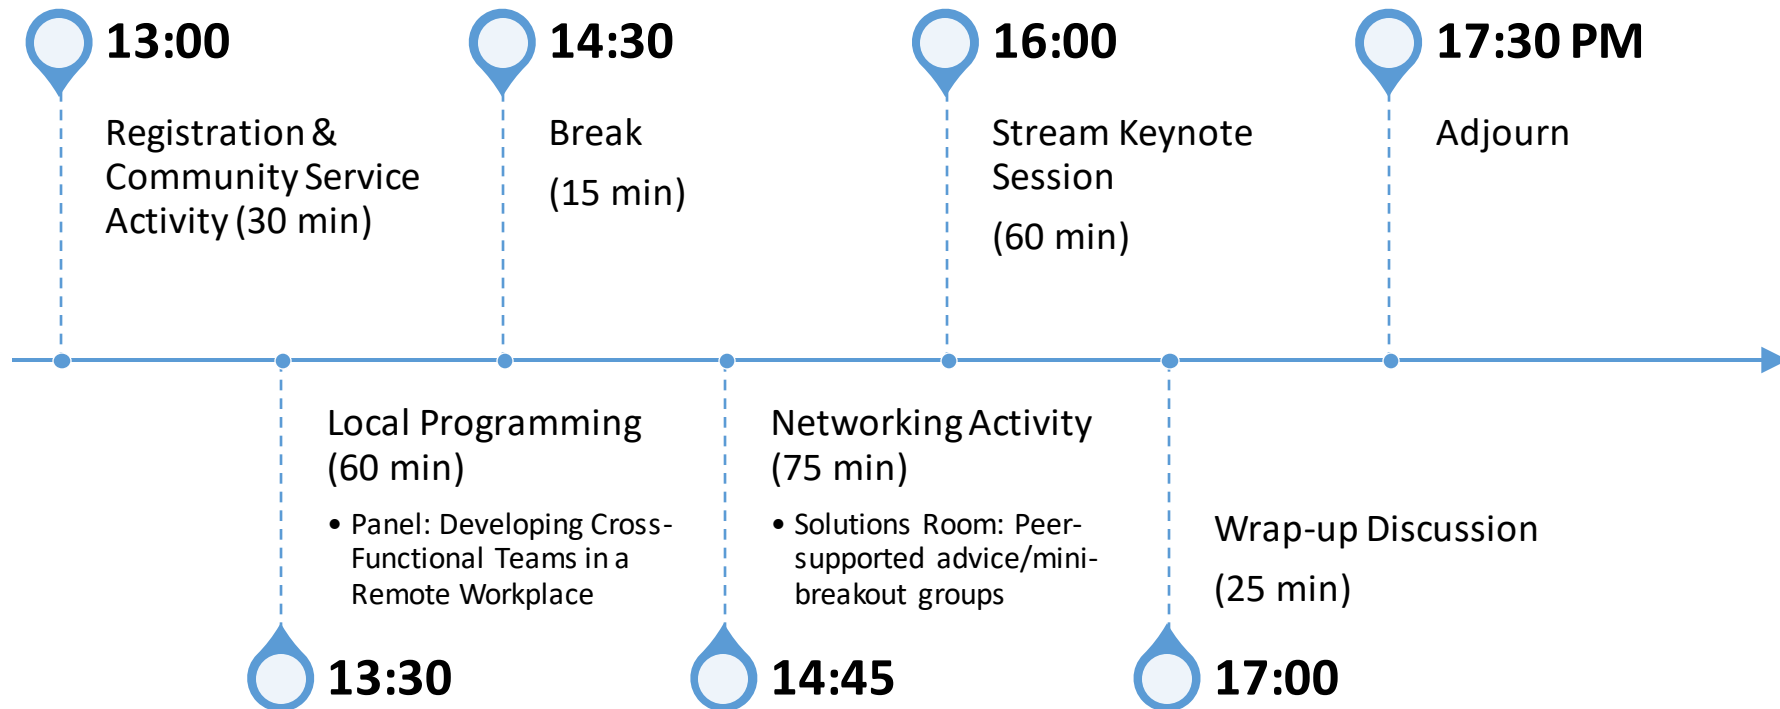 13:00
Registration &
Community Service
Activity (30 min)
14:30
Break
(15 min)
16:00
Stream Keynote
Session
(60 min)
17:30 PM
Adjourn
Local Programming
(60 min)
• Panel: Developing Cross-
Functional Teams in a
Remote Workplace
13:30
Networking Activity
(75 min)
• Solutions Room: Peer-
supported advice/mini-
breakout groups
14:45
Wrap-up Discussion
(25 min)
17:00